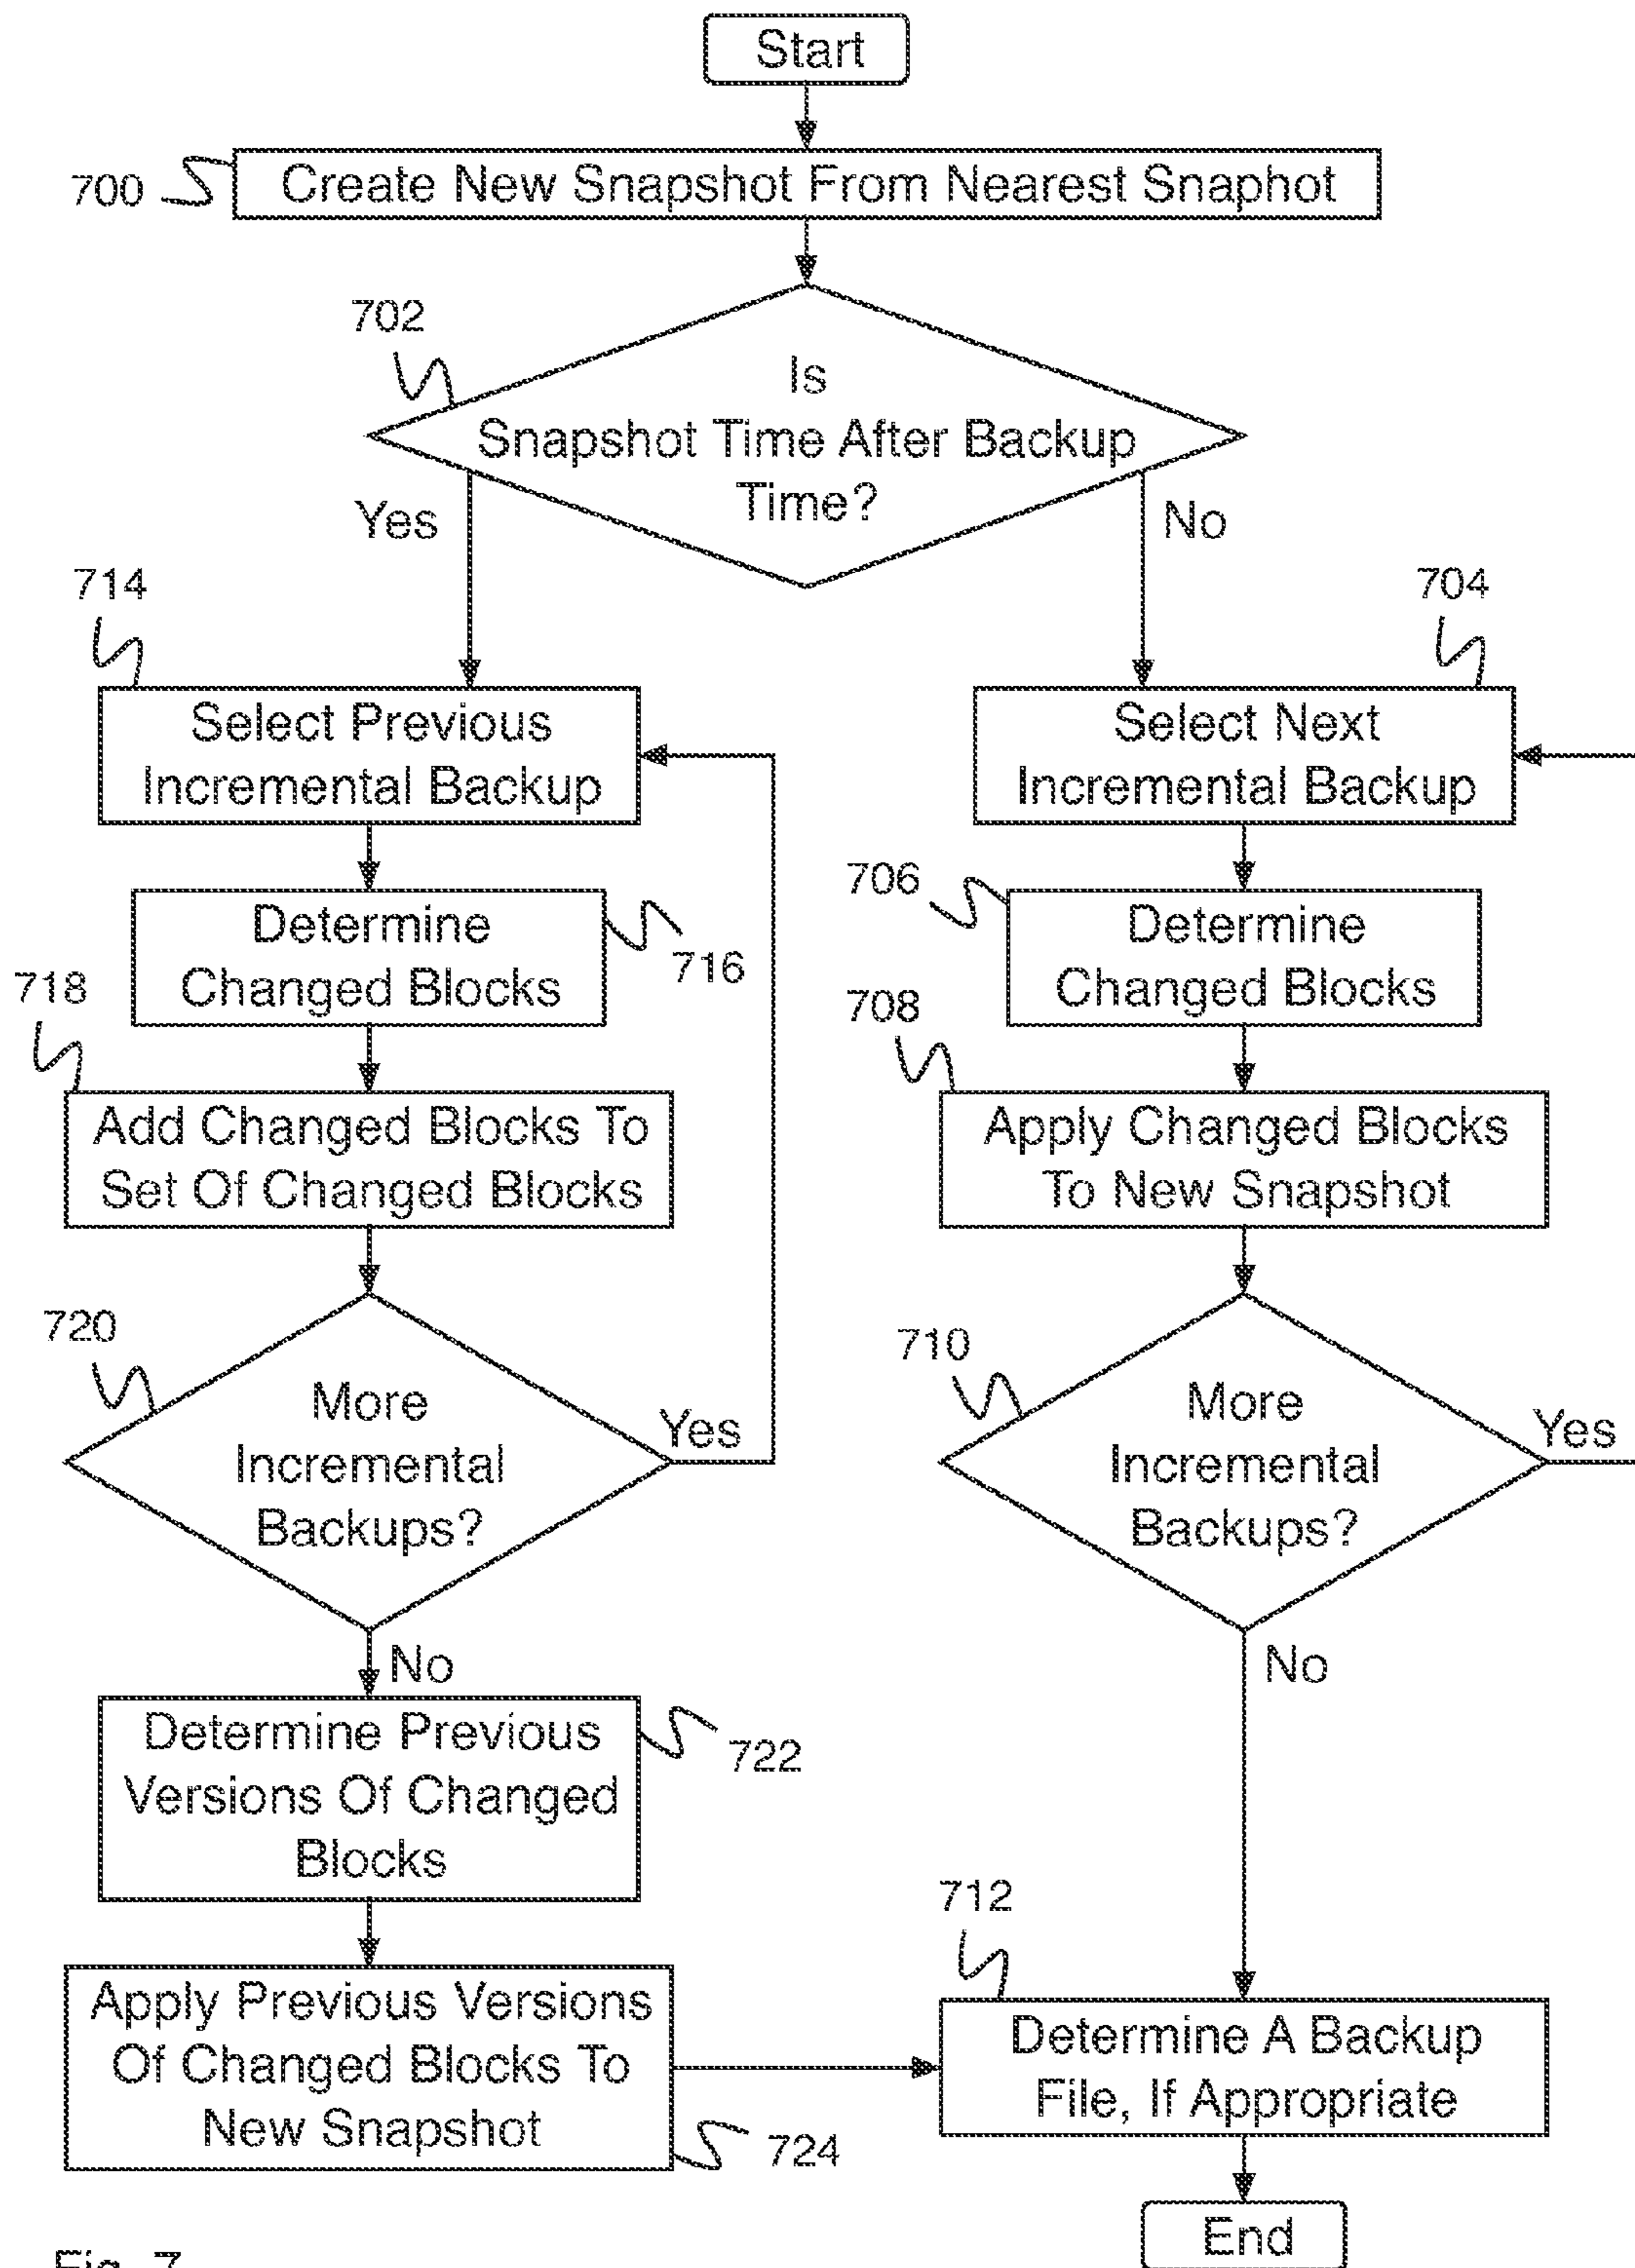 Start
700
Create New Snapshot From Nearest Snaphot
702
Is
Snapshot Time After Backup
Time?
Yes
No
714
704
Select Previous
Incremental Backup
Select Next
Incremental Backup
706
Determine
Changed Blocks
716
Determine
Changed Blocks
718
708
Add Changed Blocks To
Set Of Changed Blocks
Apply Changed Blocks
To New Snapshot
720
710
More
Incremental
Backups?
Yes
More
Incremental
Backups?
Yes
No
No
Determine Previous
Versions Of Changed
Blocks
722
712
Apply Previous Versions
Of Changed Blocks To
New Snapshot
724
Determine A Backup
File, If Appropriate
End
Fig. 7